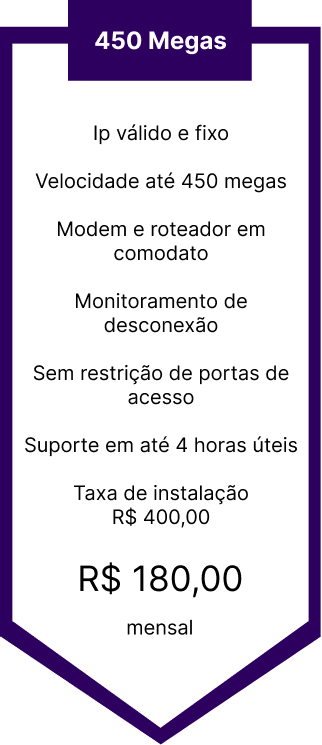 450 Megas
Ip válido e fixo
Velocidade até 450 megas
Modem e roteador em
comodato
Monitoramento de
desconexão
Sem restrição de portas de
acesso
Suporte em até 4 horas úteis
Taxa de instalação
R$ 400,00
R$ 180,00
mensal